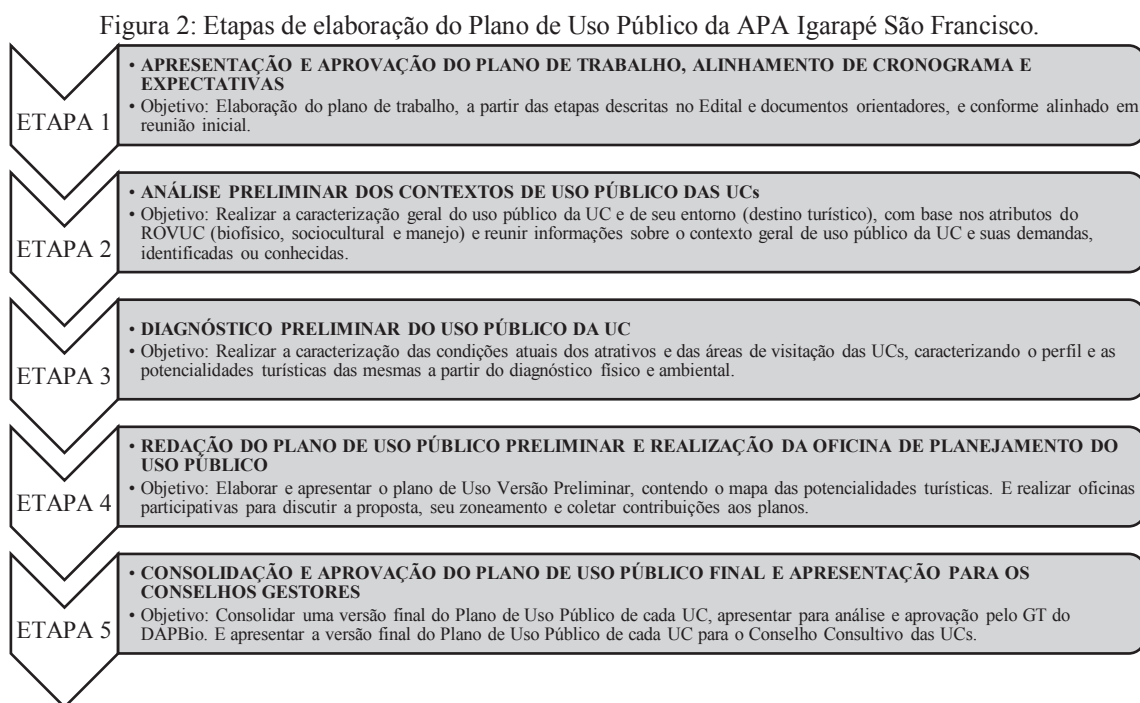 Figura 2: Etapas de elaboração do Plano de Uso Público da APA Igarapé São Francisco.
ETAPA 1
• APRESENTAÇÃO E APROVAÇÃO DO PLANO DE TRABALHO, ALINHAMENTO DE CRONOGRAMA E
EXPECTATIVAS
• Objetivo: Elaboração do plano de trabalho, a partir das etapas descritas no Edital e documentos orientadores, e conforme alinhado em
reunião inicial.
ETAPA 2
• ANÁLISE PRELIMINAR DOS CONTEXTOS DE USO PÚBLICO DAS UCs
• Objetivo: Realizar a caracterização geral do uso público da UC e de seu entorno (destino turístico), com base nos atributos do
ROVUC (biofísico, sociocultural e manejo) e reunir informações sobre o contexto geral de uso público da UC e suas demandas,
identificadas ou conhecidas.
ETAPA 3
• DIAGNÓSTICO PRELIMINAR DO USO PÚBLICO DA UC
• Objetivo: Realizar a caracterização das condições atuais dos atrativos e das áreas de visitação das UCs, caracterizando o perfil e as
potencialidades turísticas das mesmas a partir do diagnóstico físico e ambiental.
ETAPA 4
• REDAÇÃO DO PLANO DE USO PÚBLICO PRELIMINAR E REALIZAÇÃO DA OFICINA DE PLANEJAMENTO DO
USO PÚBLICO
• Objetivo: Elaborar e apresentar o plano de Uso Versão Preliminar, contendo o mapa das potencialidades turísticas. E realizar oficinas
participativas para discutir a proposta, seu zoneamento e coletar contribuições aos planos.
ETAPA 5
• CONSOLIDAÇÃO E APROVAÇÃO DO PLANO DE USO PÚBLICO FINAL E APRESENTAÇÃO PARA OS
CONSELHOS GESTORES
• Objetivo: Consolidar uma versão final do Plano de Uso Público de cada UC, apresentar para análise e aprovação pelo GT do
DAPBio. E apresentar a versão final do Plano de Uso Público de cada UC para o Conselho Consultivo das UCs.